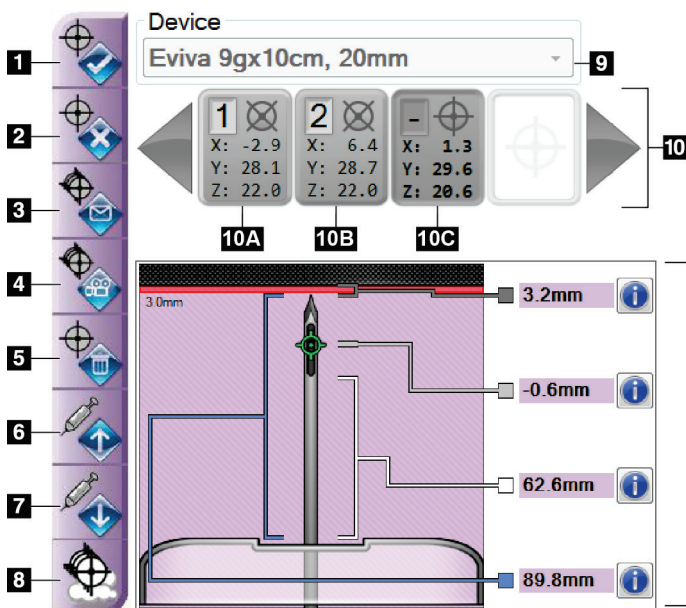 Device
1
Eviva 9gx10cm, 20mm
9
2
1
X: -2.9
Y: 28.1
Z: 22.0
2
X: 6.4
Y: 28.7
Z: 22.0
-
X: 1.3
Y: 29.6
Z: 20.6
10
3
10A
10B
10C
4
3.0mm
3.2mm
5
-0.6mm
6
62.6mm
7
8
89.8mm